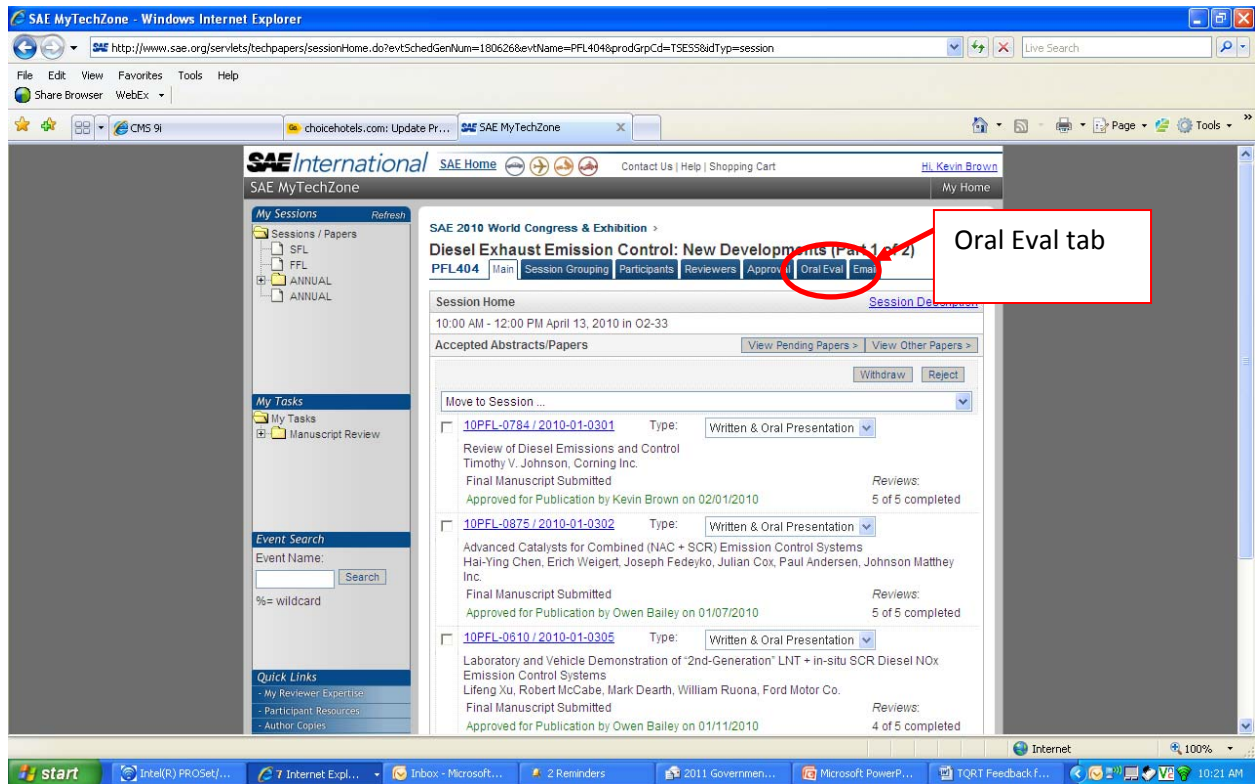 SAE MyTechZone - Windows Internet Explorer
http://www.sae.org/servlets/techpapers/sessionHome.do?evtSchedGenNum=180626&evtName=PFL404&prodGrpCd=TSESS&idTyp=session
Live Search
File Edit View Favorites Tools Help
Share Browser WebEx
CMS 9i
choicehotels.com: Update Pr...
SAE MyTechZone
Page
Tools
SAE International SAE Home Contact Us | Help | Shopping Cart Hi, Kevin Brown
SAE MyTechZone My Home
My Sessions Refresh
Sessions / Papers
SFL
FFL
ANNUAL
ANNUAL
My Tasks
My Tasks
Manuscript Review
Event Search
Event Name:
Search
%= wildcard
Quick Links
- My Reviewer Expertise
- Participant Resources
- Author Copies
SAE 2010 World Congress & Exhibition >
Diesel Exhaust Emission Control: New Developments (Part 1 of 2)
PFL404 Main Session Grouping Participants Reviewers Approval Oral Eval Email
Oral Eval tab
Session Home Session Description
10:00 AM - 12:00 PM April 13, 2010 in O2-33
Accepted Abstracts/Papers View Pending Papers > View Other Papers >
Withdraw Reject
Move to Session ...
10PFL-0784 / 2010-01-0301 Type: Written & Oral Presentation
Review of Diesel Emissions and Control
Timothy V. Johnson, Corning Inc.
Final Manuscript Submitted Reviews:
Approved for Publication by Kevin Brown on 02/01/2010 5 of 5 completed
10PFL-0875 / 2010-01-0302 Type: Written & Oral Presentation
Advanced Catalysts for Combined (NAC + SCR) Emission Control Systems
Hai-Ying Chen, Erich Weigert, Joseph Fedeyko, Julian Cox, Paul Andersen, Johnson Matthey
Inc.
Final Manuscript Submitted Reviews:
Approved for Publication by Owen Bailey on 01/07/2010 5 of 5 completed
10PFL-0610 / 2010-01-0305 Type: Written & Oral Presentation
Laboratory and Vehicle Demonstration of “2nd-Generation” LNT + in-situ SCR Diesel NOx
Emission Control Systems
Lifeng Xu, Robert McCabe, Mark Dearth, William Ruona, Ford Motor Co.
Final Manuscript Submitted Reviews:
Approved for Publication by Owen Bailey on 01/11/2010 4 of 5 completed
Internet 100%
start Intel(R) PROSet/... 7 Internet Expl... Inbox - Microsoft... 2 Reminders 2011 Governmen... Microsoft PowerP... TQRT Feedback f... 10:21 AM